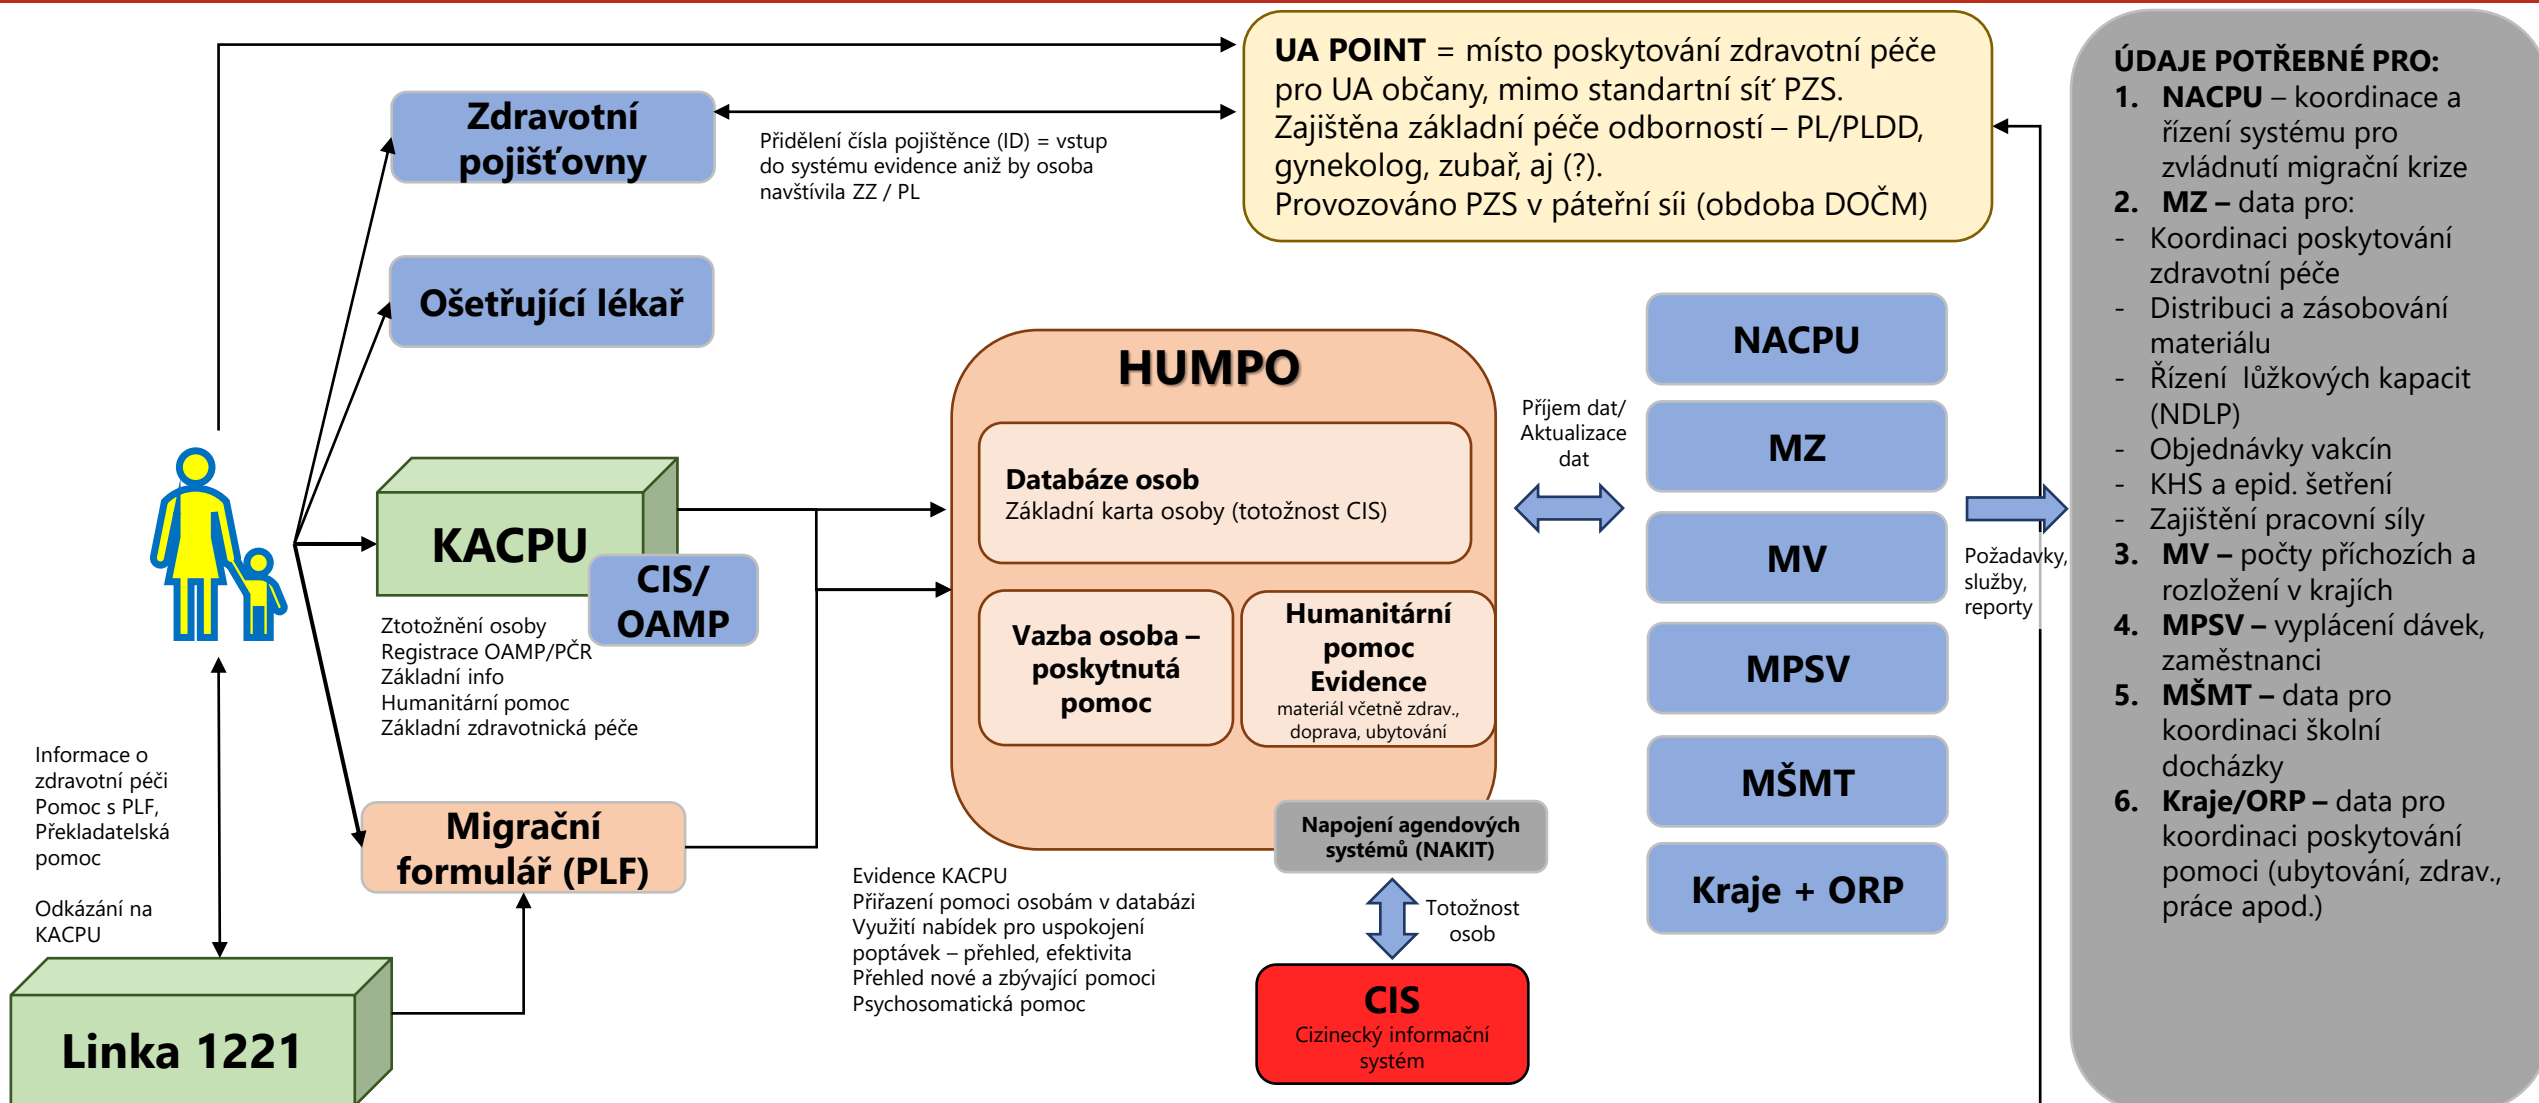 UA POINT = místo poskytování zdravotní péče
pro UA občany, mimo standartní síť PZS.
Zajištěna základní péče odborností – PL/PLDD,
gynekolog, zubař, aj (?).
Provozováno PZS v páteřní síi (obdoba DOČM)
Zdravotní
pojišťovny
Přidělení čísla pojištěnce (ID) = vstup
do systému evidence aniž by osoba
navštívila ZZ / PL
Ošetřující lékař
KACPU
CIS/
OAMP
Ztotožnění osoby
Registrace OAMP/PČR
Základní info
Humanitární pomoc
Základní zdravotnická péče
Informace o
zdravotní péči
Pomoc s PLF,
Překladatelská
pomoc
Odkázání na
KACPU
Migrační
formulář (PLF)
Linka 1221
HUMPO
Databáze osob
Základní karta osoby (totožnost CIS)
Vazba osoba –
poskytnutá
pomoc
Humanitární
pomoc
Evidence
materiál včetně zdrav.,
doprava, ubytování
Napojení agendových
systémů (NAKIT)
Evidence KACPU
Přiřazení pomoci osobám v databázi
Využití nabídek pro uspokojení
poptávek – přehled, efektivita
Přehled nové a zbývající pomoci
Psychosomatická pomoc
Totožnost
osob
CIS
Cizinecký informační
systém
Příjem dat/
Aktualizace
dat
NACPU
MZ
MV
MPSV
MŠMT
Kraje + ORP
Požadavky,
služby,
reporty
ÚDAJE POTŘEBNÉ PRO:
1. NACPU – koordinace a
řízení systému pro
zvládnutí migrační krize
2. MZ – data pro:
- Koordinaci poskytování
zdravotní péče
- Distribuci a zásobování
materiálu
- Řízení lůžkových kapacit
(NDLP)
- Objednávky vakcín
- KHS a epid. šetření
- Zajištění pracovní síly
3. MV – počty příchozích a
rozložení v krajích
4. MPSV – vyplácení dávek,
zaměstnanci
5. MŠMT – data pro
koordinaci školní
docházky
6. Kraje/ORP – data pro
koordinaci poskytování
pomoci (ubytování, zdrav.,
práce apod.)